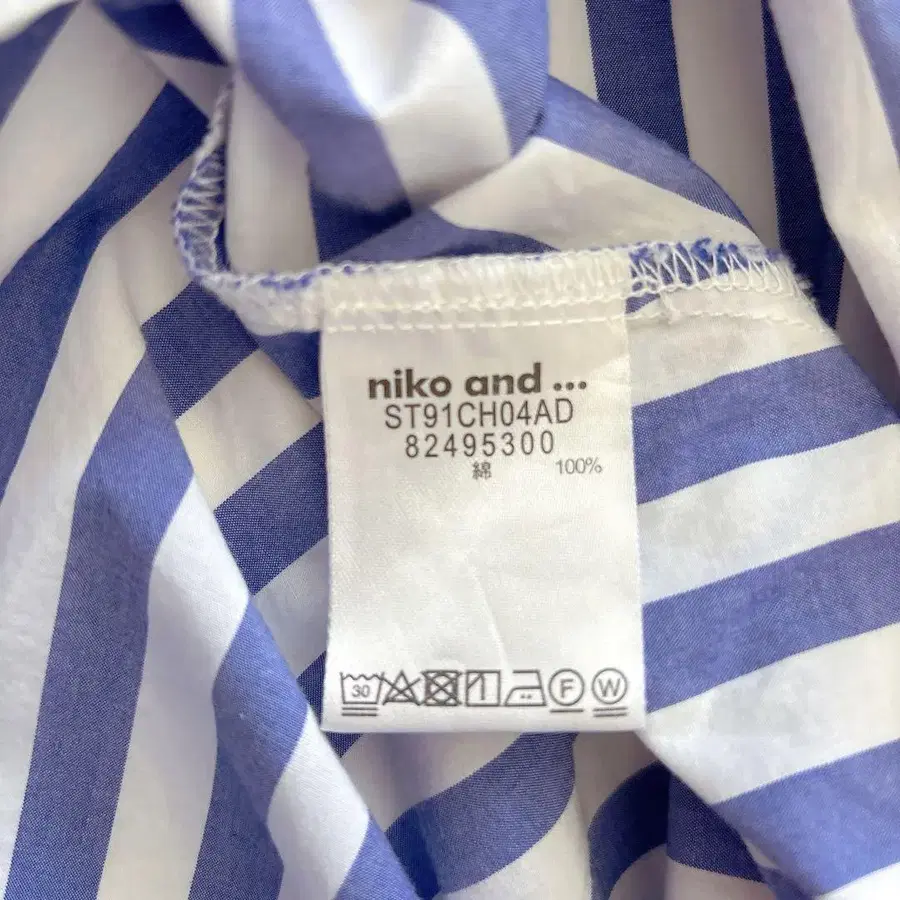 niko and ...
ST91CH04AD
82495300
綿 100%
30 F W